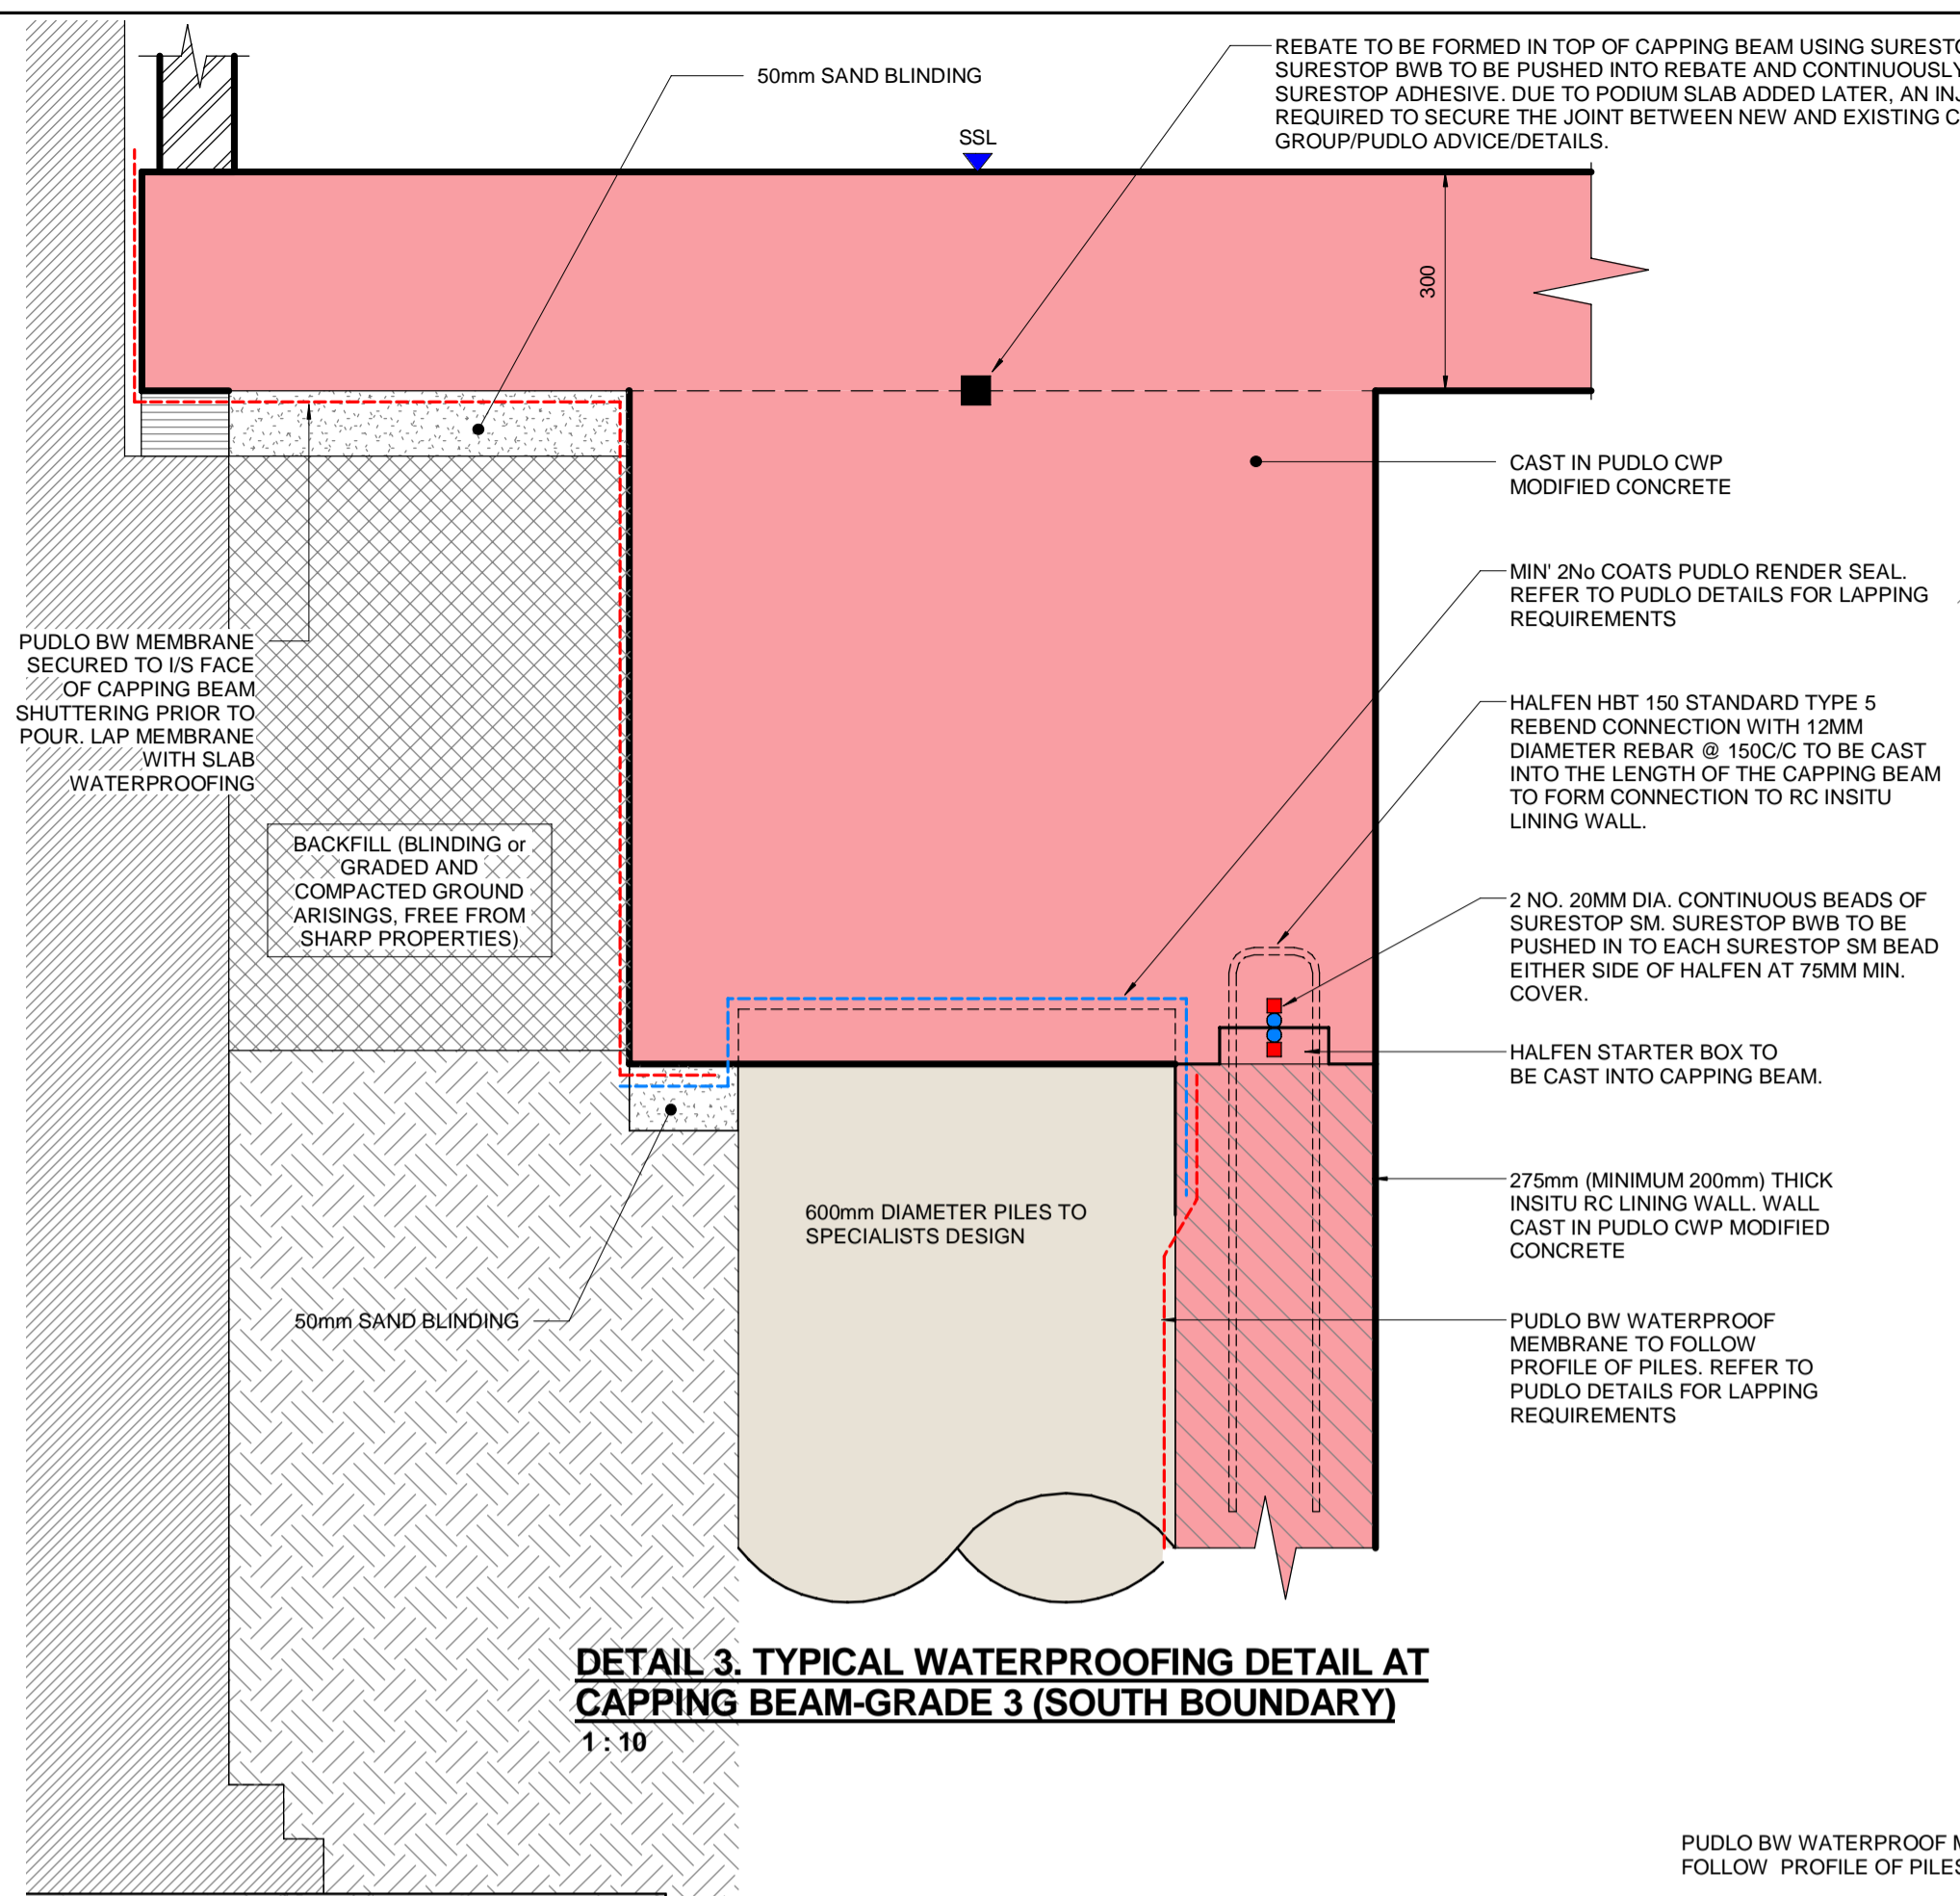 REBATE TO BE FORMED IN TOP OF CAPPING BEAM USING
SURESTOP BWB TO BE PUSHED INTO REBATE AND CONTINUOUSLY
SURESTOP ADHESIVE. DUE TO PODIUM SLAB ADDED LATER, AN
REQUIRED TO SECURE THE JOINT BETWEEN NEW AND EXISTING
GROUP/PUDLO ADVICE/DETAILS.
50mm SAND BLINDING
SSL
300
CAST IN PUDLO CWP
MODIFIED CONCRETE
MIN' 2No COATS PUDLO RENDER SEAL.
REFER TO PUDLO DETAILS FOR LAPPING
REQUIREMENTS
PUDLO BW MEMBRANE
SECURED TO I/S FACE
OF CAPPING BEAM
SHUTTERING PRIOR TO
POUR. LAP MEMBRANE
WITH SLAB
WATERPROOFING
HALFEN HBT 150 STANDARD TYPE 5
REBEND CONNECTION WITH 12MM
DIAMETER REBAR @ 150C/C TO BE CAST
INTO THE LENGTH OF THE CAPPING BEAM
TO FORM CONNECTION TO RC INSITU
LINING WALL.
BACKFILL (BLINDING or
GRADED AND
COMPACTED GROUND
ARISINGS, FREE FROM
SHARP PROPERTIES)
2 NO. 20MM DIA. CONTINUOUS BEADS OF
SURESTOP SM. SURESTOP BWB TO BE
PUSHED IN TO EACH SURESTOP SM BEAD
EITHER SIDE OF HALFEN AT 75MM MIN.
COVER.
HALFEN STARTER BOX TO
BE CAST INTO CAPPING BEAM.
275mm (MINIMUM 200mm) THICK
INSITU RC LINING WALL. WALL
CAST IN PUDLO CWP MODIFIED
CONCRETE
600mm DIAMETER PILES TO
SPECIALISTS DESIGN
50mm SAND BLINDING
PUDLO BW WATERPROOF
MEMBRANE TO FOLLOW
PROFILE OF PILES. REFER TO
PUDLO DETAILS FOR LAPPING
REQUIREMENTS
DETAIL 3. TYPICAL WATERPROOFING DETAIL AT
CAPPING BEAM-GRADE 3 (SOUTH BOUNDARY)
1 : 10
PUDLO BW WATERPROOF
FOLLOW PROFILE OF PILES